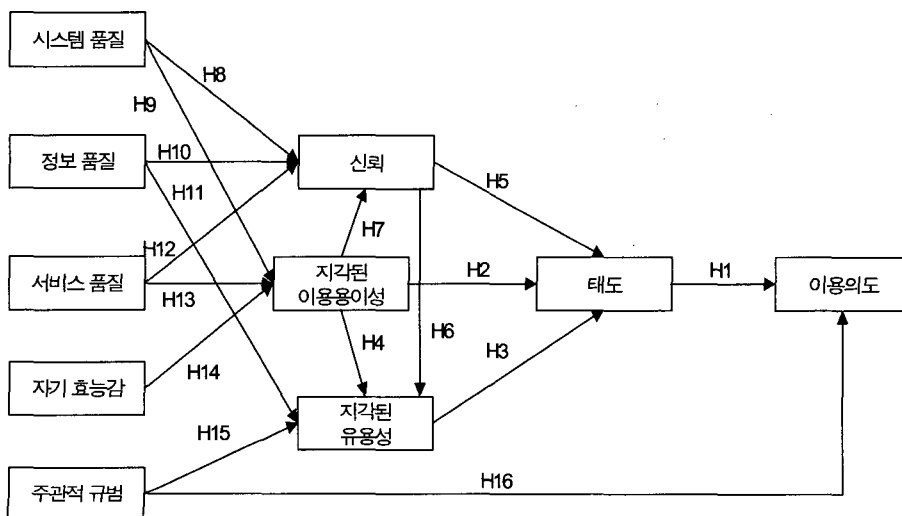 시스템 품질
H8
H9
정보 품질
H10
신뢰
H11
H5
H7
H12
서비스 품질
지각된
이용용이성
H2
태도
H1
이용의도
H13
H6
H4
H3
자기 효능감
H14
지각된
유용성
H15
주관적 규범
H16